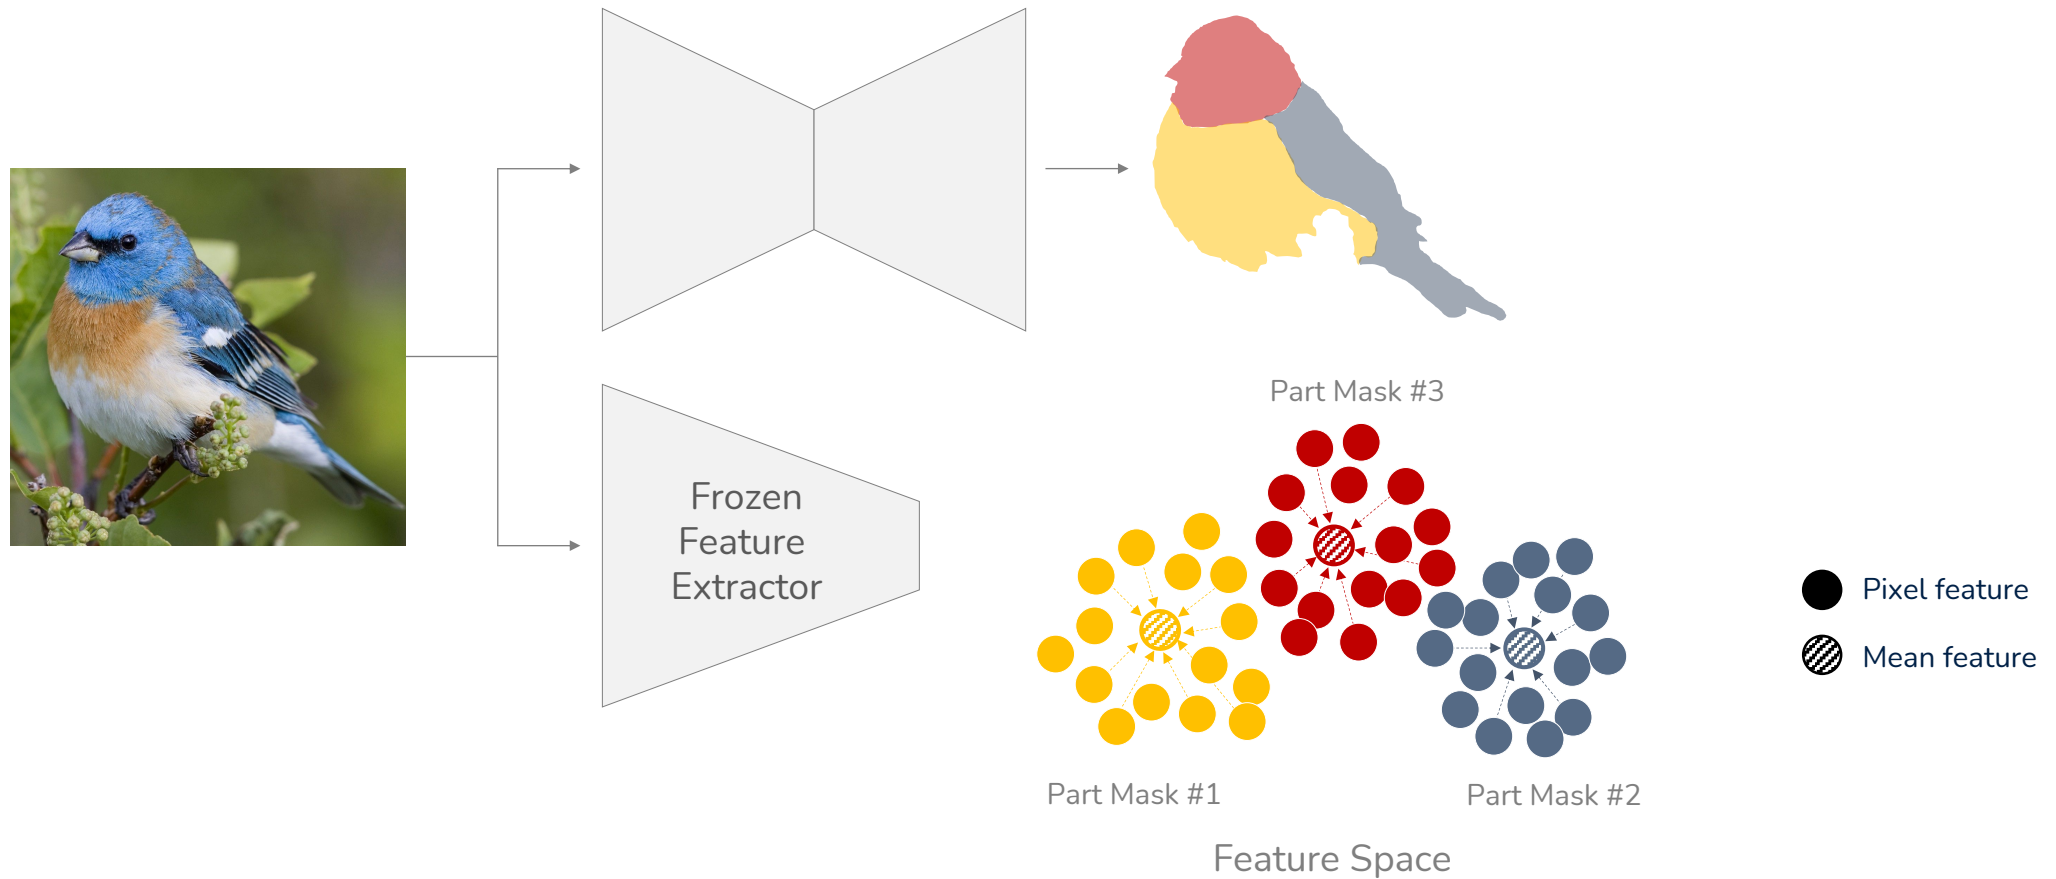 Part Mask #3
Frozen
Feature
Extractor
Pixel feature
Mean feature
Part Mask #1
Part Mask #2
Feature Space